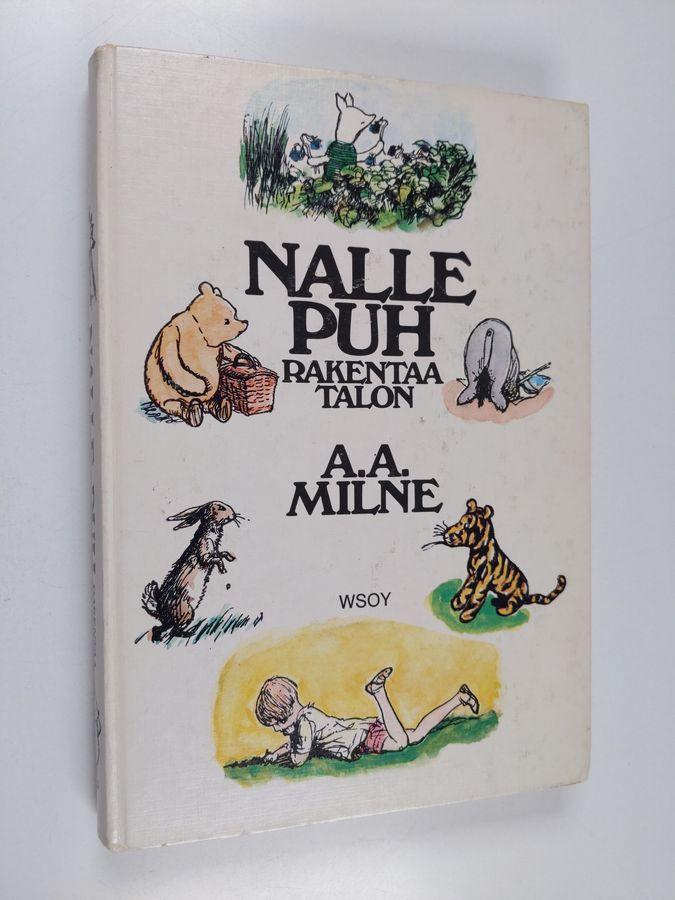 NALLE
PUH
RAKENTAA
TALON
A.A.
MILNE
WSOY